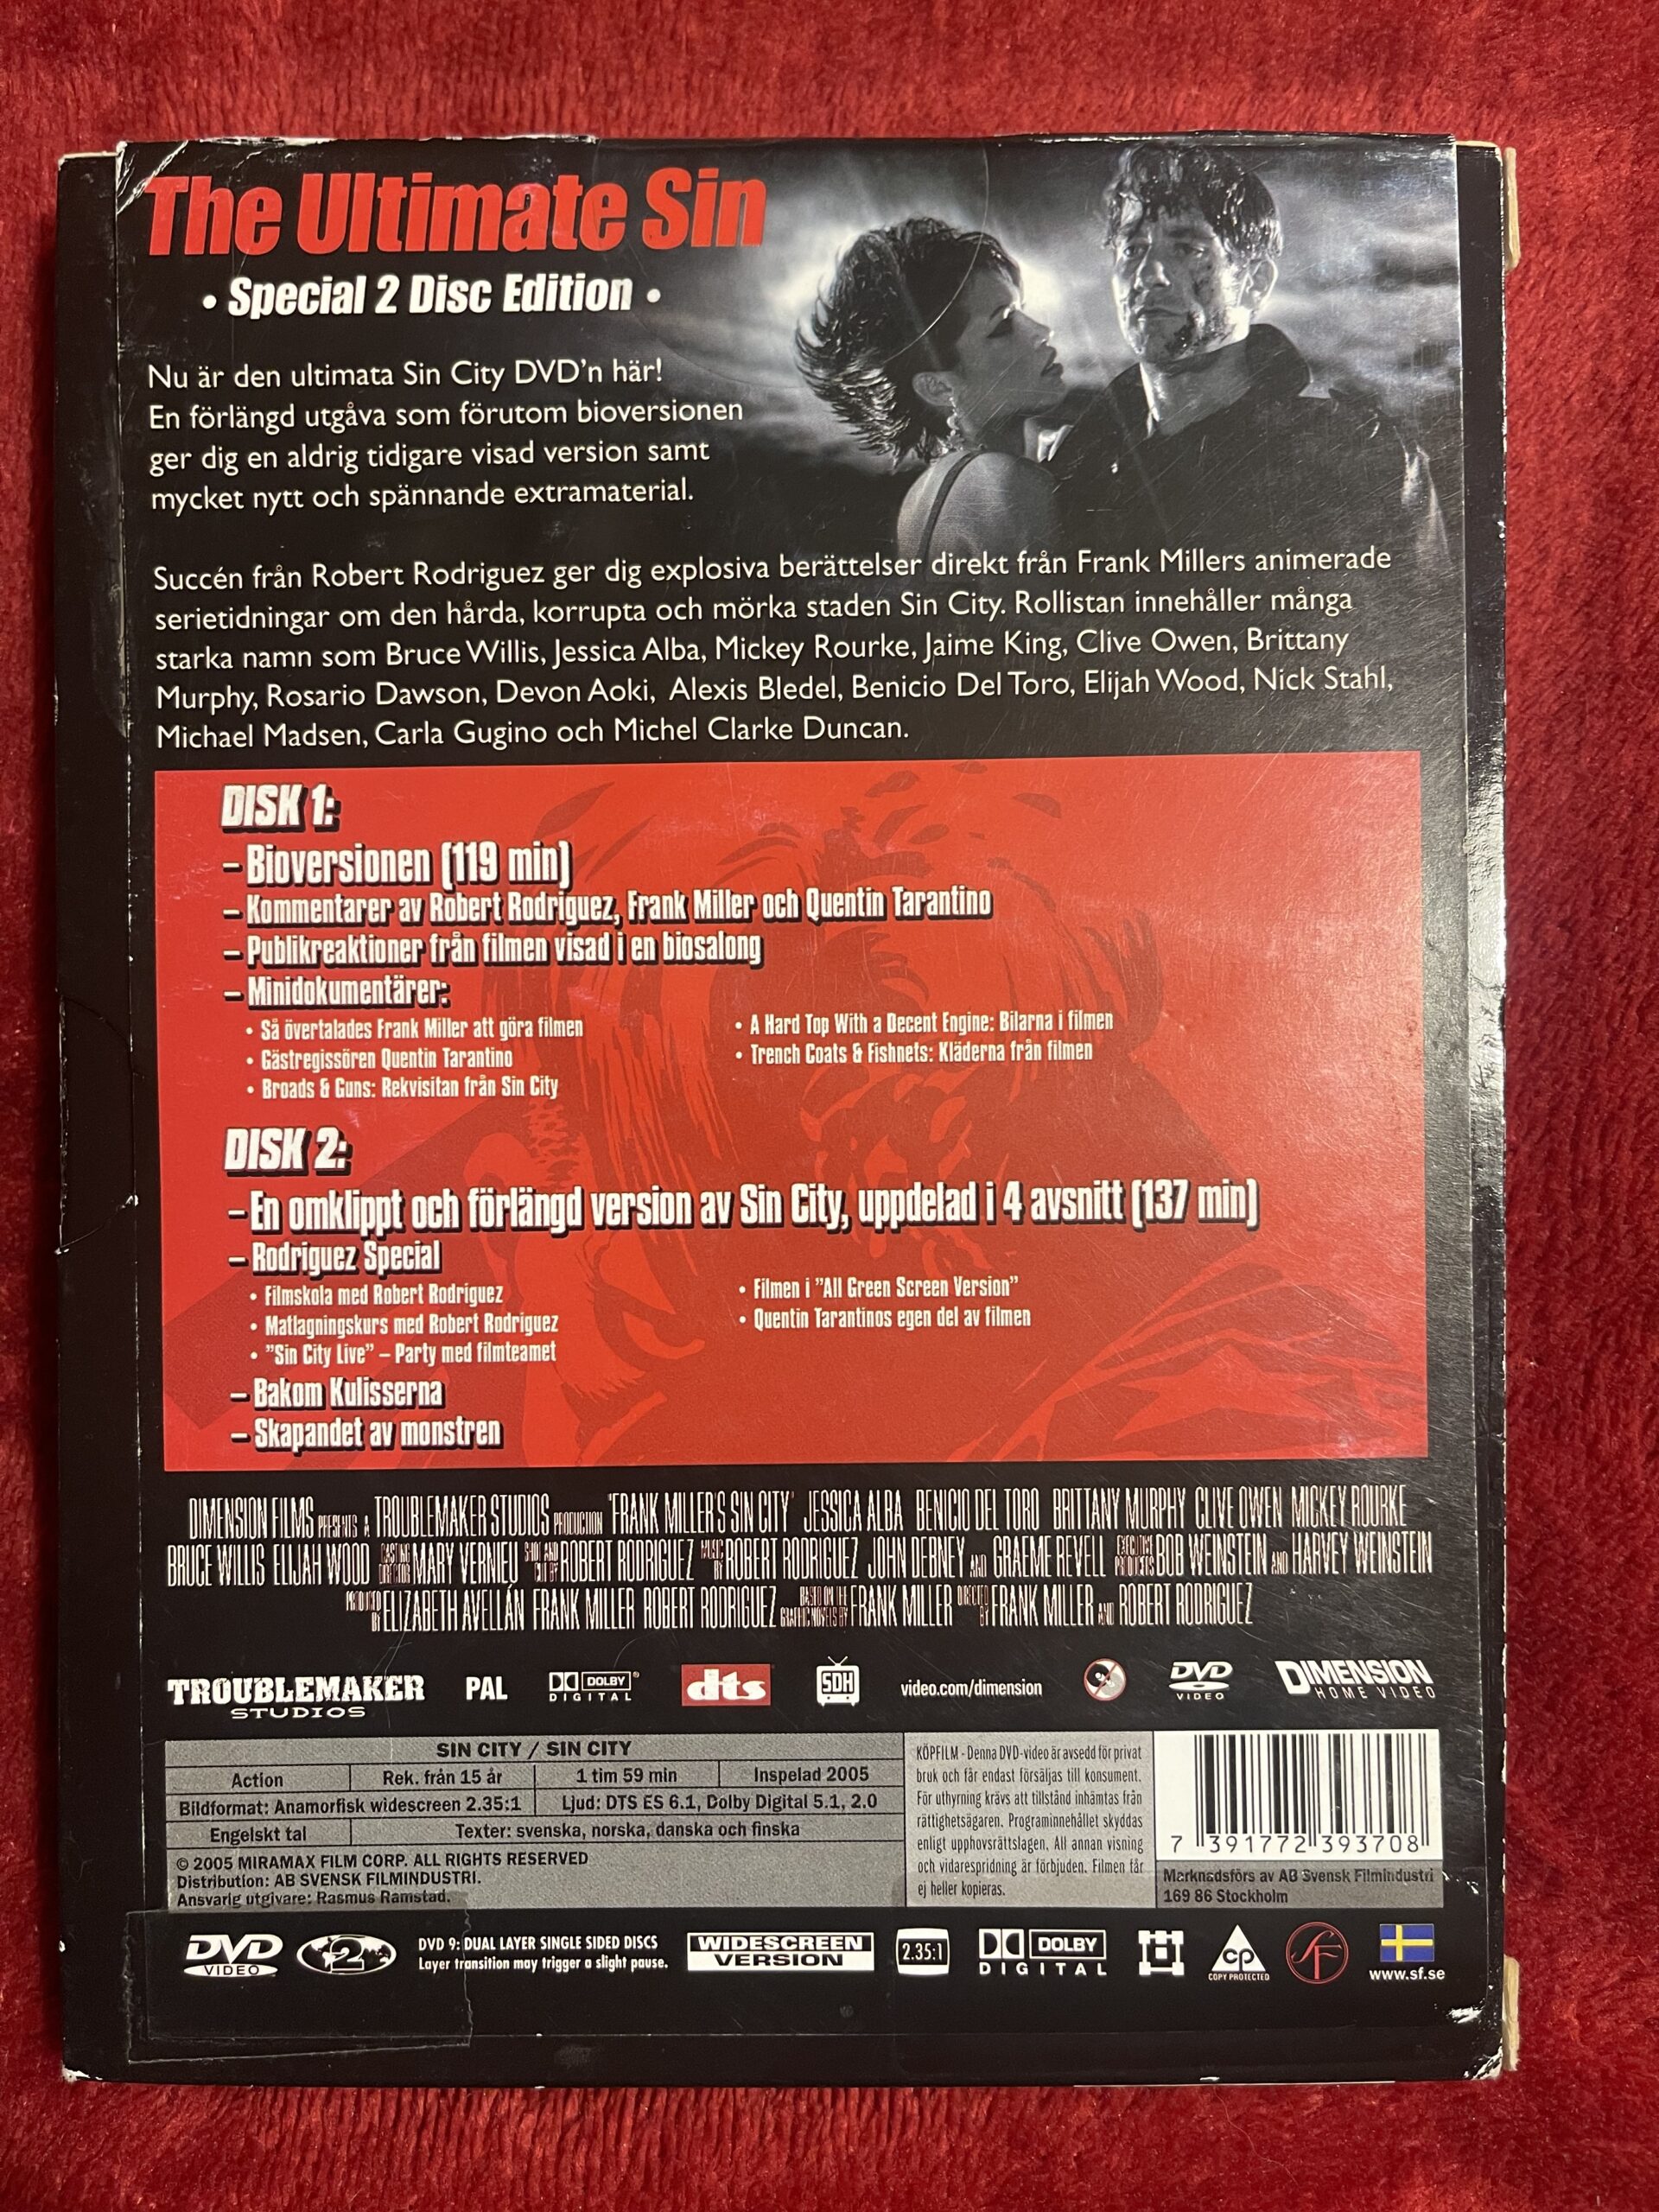 The Ultimate Sin
• Special 2 Disc Edition •
Nu är den ultimata Sin City DVD'n här!
En förlängd utgåva som förutom bioversionen
ger dig en aldrig tidigare visad version samt
mycket nytt och spännande extramaterial.
Succén från Robert Rodriguez ger dig explosiva berättelser direkt från Frank Millers animerade
serietidningar om den hårda, korrupta och mörka staden Sin City. Rollistan innehåller många
starka namn som Bruce Willis, Jessica Alba, Mickey Rourke, Jaime King, Clive Owen, Brittany
Murphy, Rosario Dawson, Devon Aoki, Alexis Bledel, Benicio Del Toro, Elijah Wood, Nick Stahl,
Michael Madsen, Carla Gugino och Michel Clarke Duncan.
DISK 1:
– Bioversionen (119 min)
– Kommentarer av Robert Rodriguez, Frank Miller och Quentin Tarantino
– Publikreaktioner från filmen visad i en biosalong
– Minidokumentärer:
• Så övertalades Frank Miller att göra filmen
• Gästregissören Quentin Tarantino
• Broads & Guns: Rekvisitan från Sin City
• A Hard Top With a Decent Engine: Bilarna i filmen
• Trench Coats & Fishnets: Kläderna från filmen
DISK 2:
– En omklippt och förlängd version av Sin City, uppdelad i 4 avsnitt (137 min)
– Rodriguez Special
• Filmskola med Robert Rodriguez
• Matlagningskurs med Robert Rodriguez
• "Sin City Live" – Party med filmteamet
• Filmen i "All Green Screen Version"
• Quentin Tarantinos egen del av filmen
– Bakom Kulisserna
– Skapandet av monstren
DIMENSION FILMS PRESENTS A TROUBLEMAKER STUDIOS PRODUCTION 'FRANK MILLER'S SIN CITY' JESSICA ALBA BENICIO DEL TORO BRITTANY MURPHY CLIVE OWEN MICKEY ROURKE
BRUCE WILLIS ELIJAH WOOD CASTING DIRECTOR MARY VERNIEU SHOT AND CUT BY ROBERT RODRIGUEZ MUSIC BY ROBERT RODRIGUEZ JOHN DEBNEY AND GRAEME REVELL EXECUTIVE PRODUCERS BOB WEINSTEIN AND HARVEY WEINSTEIN
PRODUCED BY ELIZABETH AVELLÁN FRANK MILLER ROBERT RODRIGUEZ BASED ON THE GRAPHIC NOVELS BY FRANK MILLER DIRECTED BY FRANK MILLER AND ROBERT RODRIGUEZ
TROUBLEMAKER STUDIOS PAL DOLBY DIGITAL dts SDH video.com/dimension DVD VIDEO DIMENSION HOME VIDEO
SIN CITY / SIN CITY
Action Rek. från 15 år 1 tim 59 min Inspelad 2005
Bildformat: Anamorfisk widescreen 2.35:1 Ljud: DTS ES 6.1, Dolby Digital 5.1, 2.0
Engelskt tal Texter: svenska, norska, danska och finska
© 2005 MIRAMAX FILM CORP. ALL RIGHTS RESERVED
Distribution: AB SVENSK FILMINDUSTRI.
Ansvarig utgivare: Rasmus Ramstad.
KÖPFILM - Denna DVD-video är avsedd för privat
bruk och får endast försäljas till konsument.
För uthyrning krävs att tillstånd inhämtas från
rättighetsägaren. Programinnehållet skyddas
enligt upphovsrättslagen. All annan visning
och vidarespridning är förbjuden. Filmen får
ej heller kopieras.
7 391772 393708
Marknadsförs av AB Svensk Filmindustri
169 86 Stockholm
DVD VIDEO 2 DVD 9: DUAL LAYER SINGLE SIDED DISCS
Layer transition may trigger a slight pause.
WIDESCREEN VERSION 2.35:1 DOLBY DIGITAL CP COPY PROTECTED SF www.sf.se